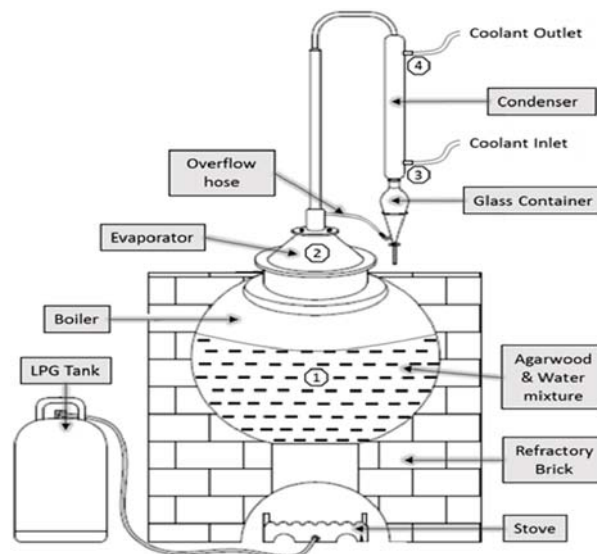 Coolant Outlet
4
Condenser
Coolant Inlet
3
Overflow
hose
Glass Container
Evaporator
2
Boiler
LPG Tank
1
Agarwood
& Water
mixture
Refractory
Brick
Stove